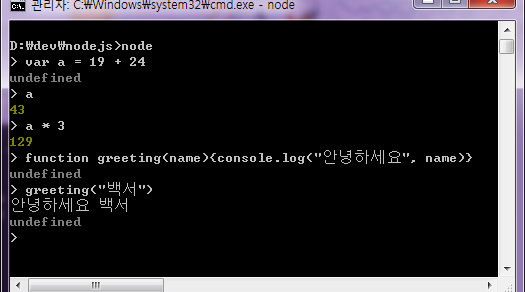 관리자: C:₩Windows₩system32₩cmd.exe - node
D:₩dev₩nodejs>node
> var a = 19 + 24
undefined
> a
43
> a * 3
129
> function greeting(name){console.log("안녕하세요", name)}
undefined
> greeting("백서")
안녕하세요 백서
undefined
>